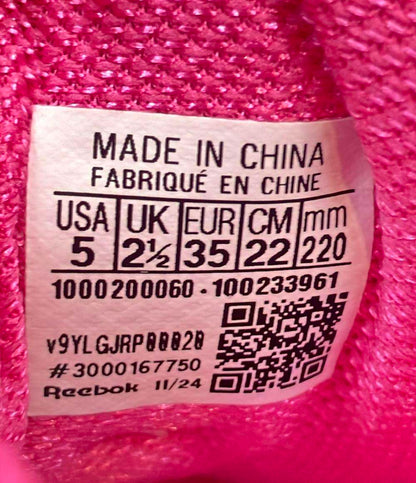 MADE IN CHINA
FABRIQUÉ EN CHINE
USA UK EUR CM mm
5 2½ 35 22 220
1000200060 - 100233961
v9YLGJRP00020
#3000167750
Reebok 11/24